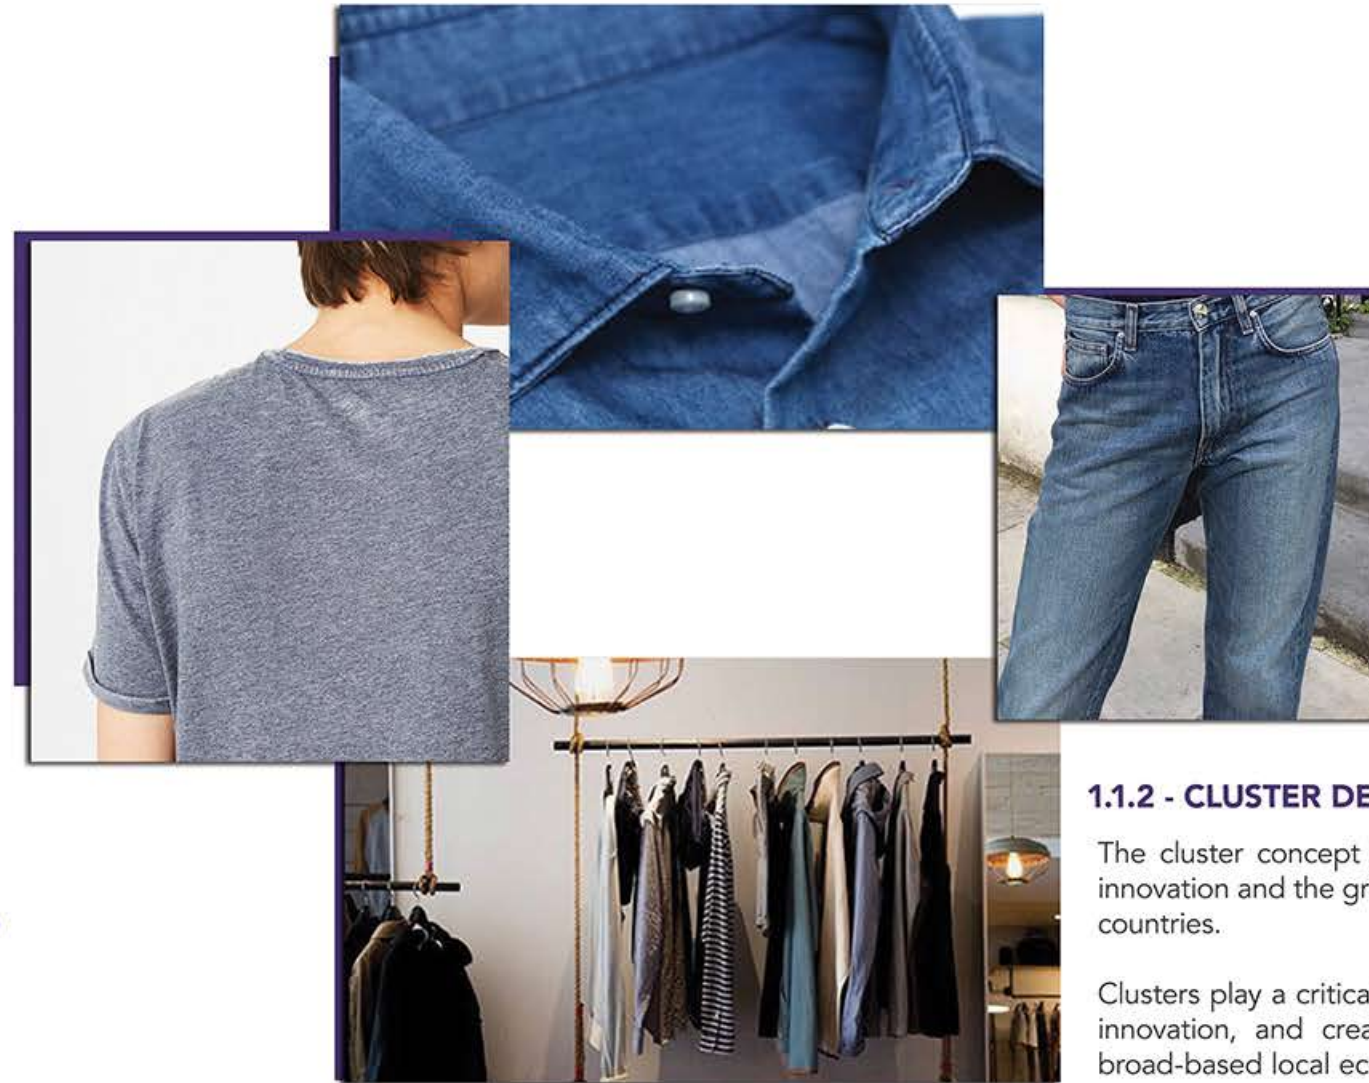 1.1.2 - CLUSTER DE
The cluster concept
innovation and the gr
countries.
Clusters play a critica
innovation, and crea
broad-based local ec